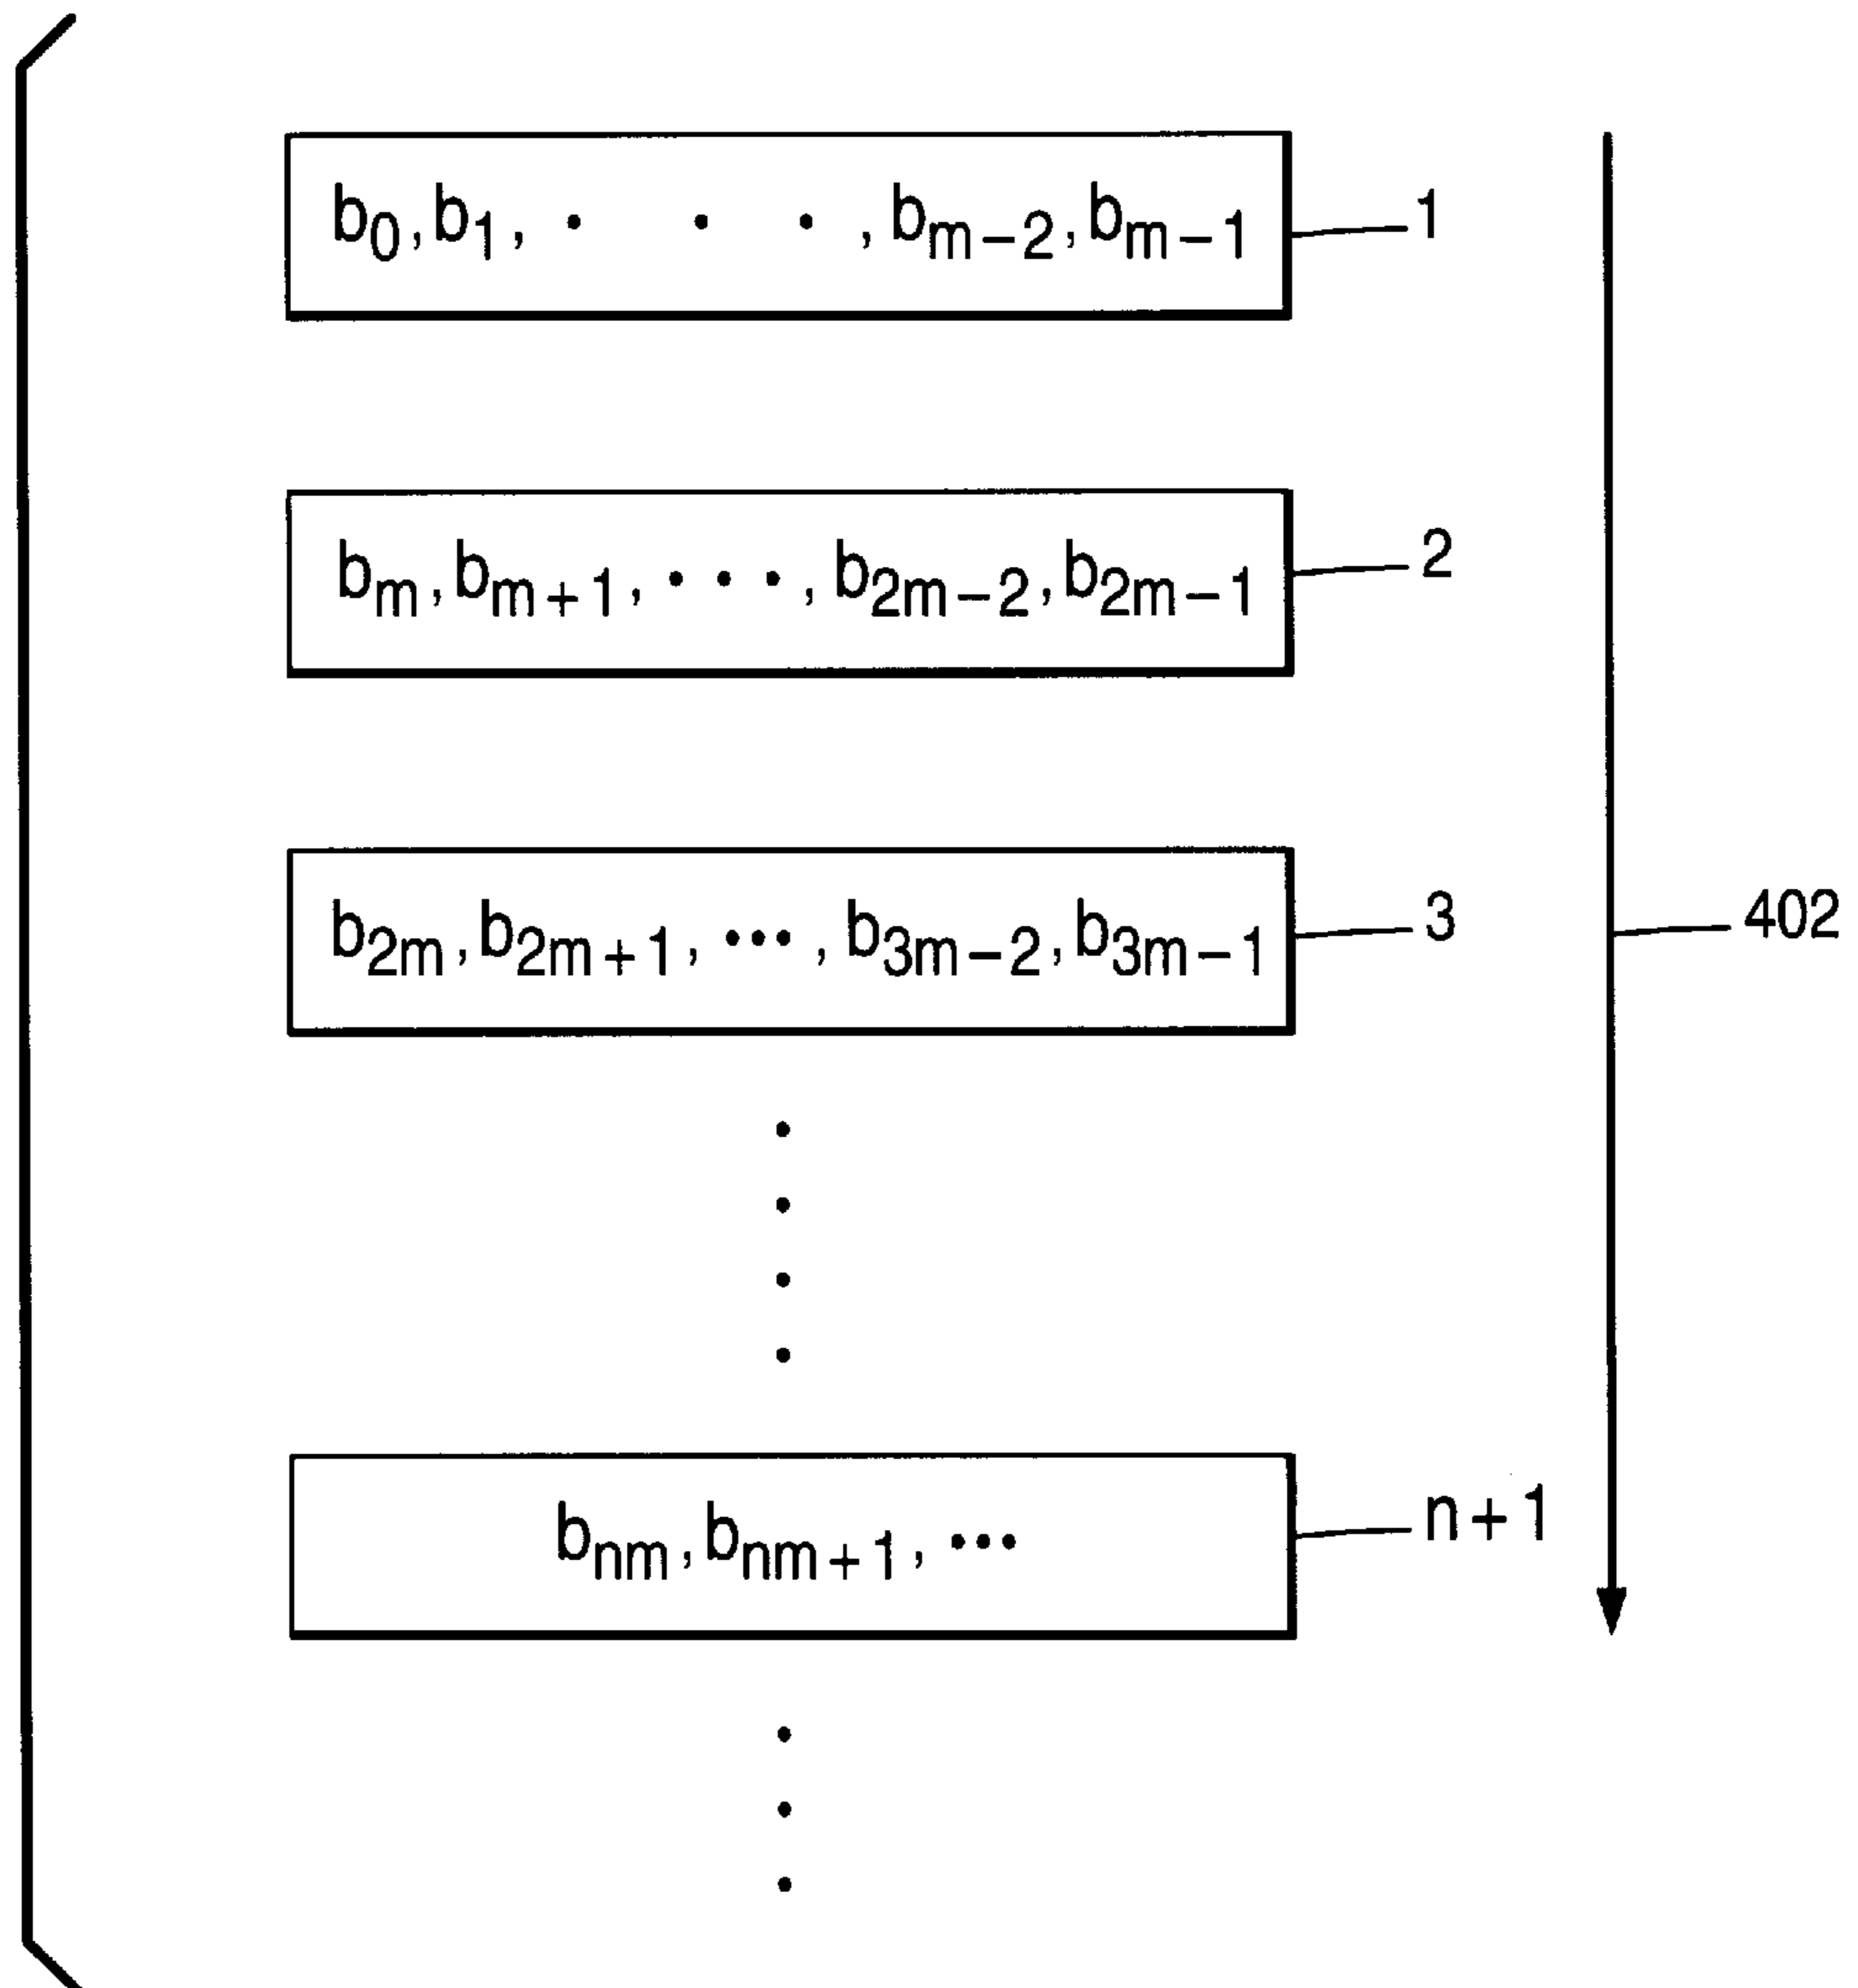 b₀,b₁, · · · ,bₘ₋₂,bₘ₋₁ 1
bₘ,bₘ₊₁, · · · ,b₂ₘ₋₂,b₂ₘ₋₁ 2
b₂ₘ,b₂ₘ₊₁, ··· ,b₃ₘ₋₂,b₃ₘ₋₁ 3
402
bₙₘ,bₙₘ₊₁, ··· n+1